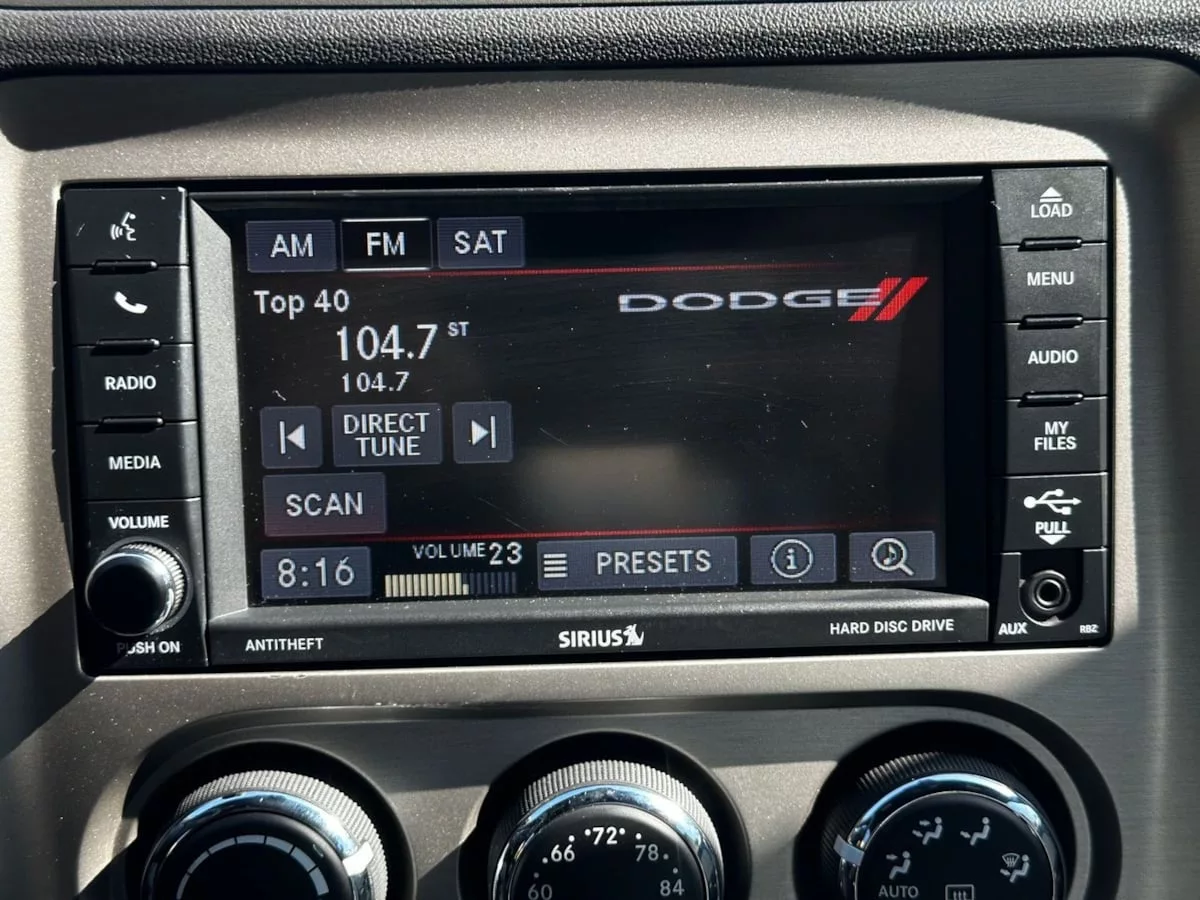 AM FM SAT
Top 40
DODGE
104.7 ST
104.7
DIRECT TUNE
SCAN
8:16
VOLUME 23
PRESETS
i
RADIO
MEDIA
VOLUME
PUSH ON
LOAD
MENU
AUDIO
MY FILES
PULL
AUX
RBZ
ANTITHEFT
SIRIUS
HARD DISC DRIVE
60 .66 •72• 78. 84
AUTO